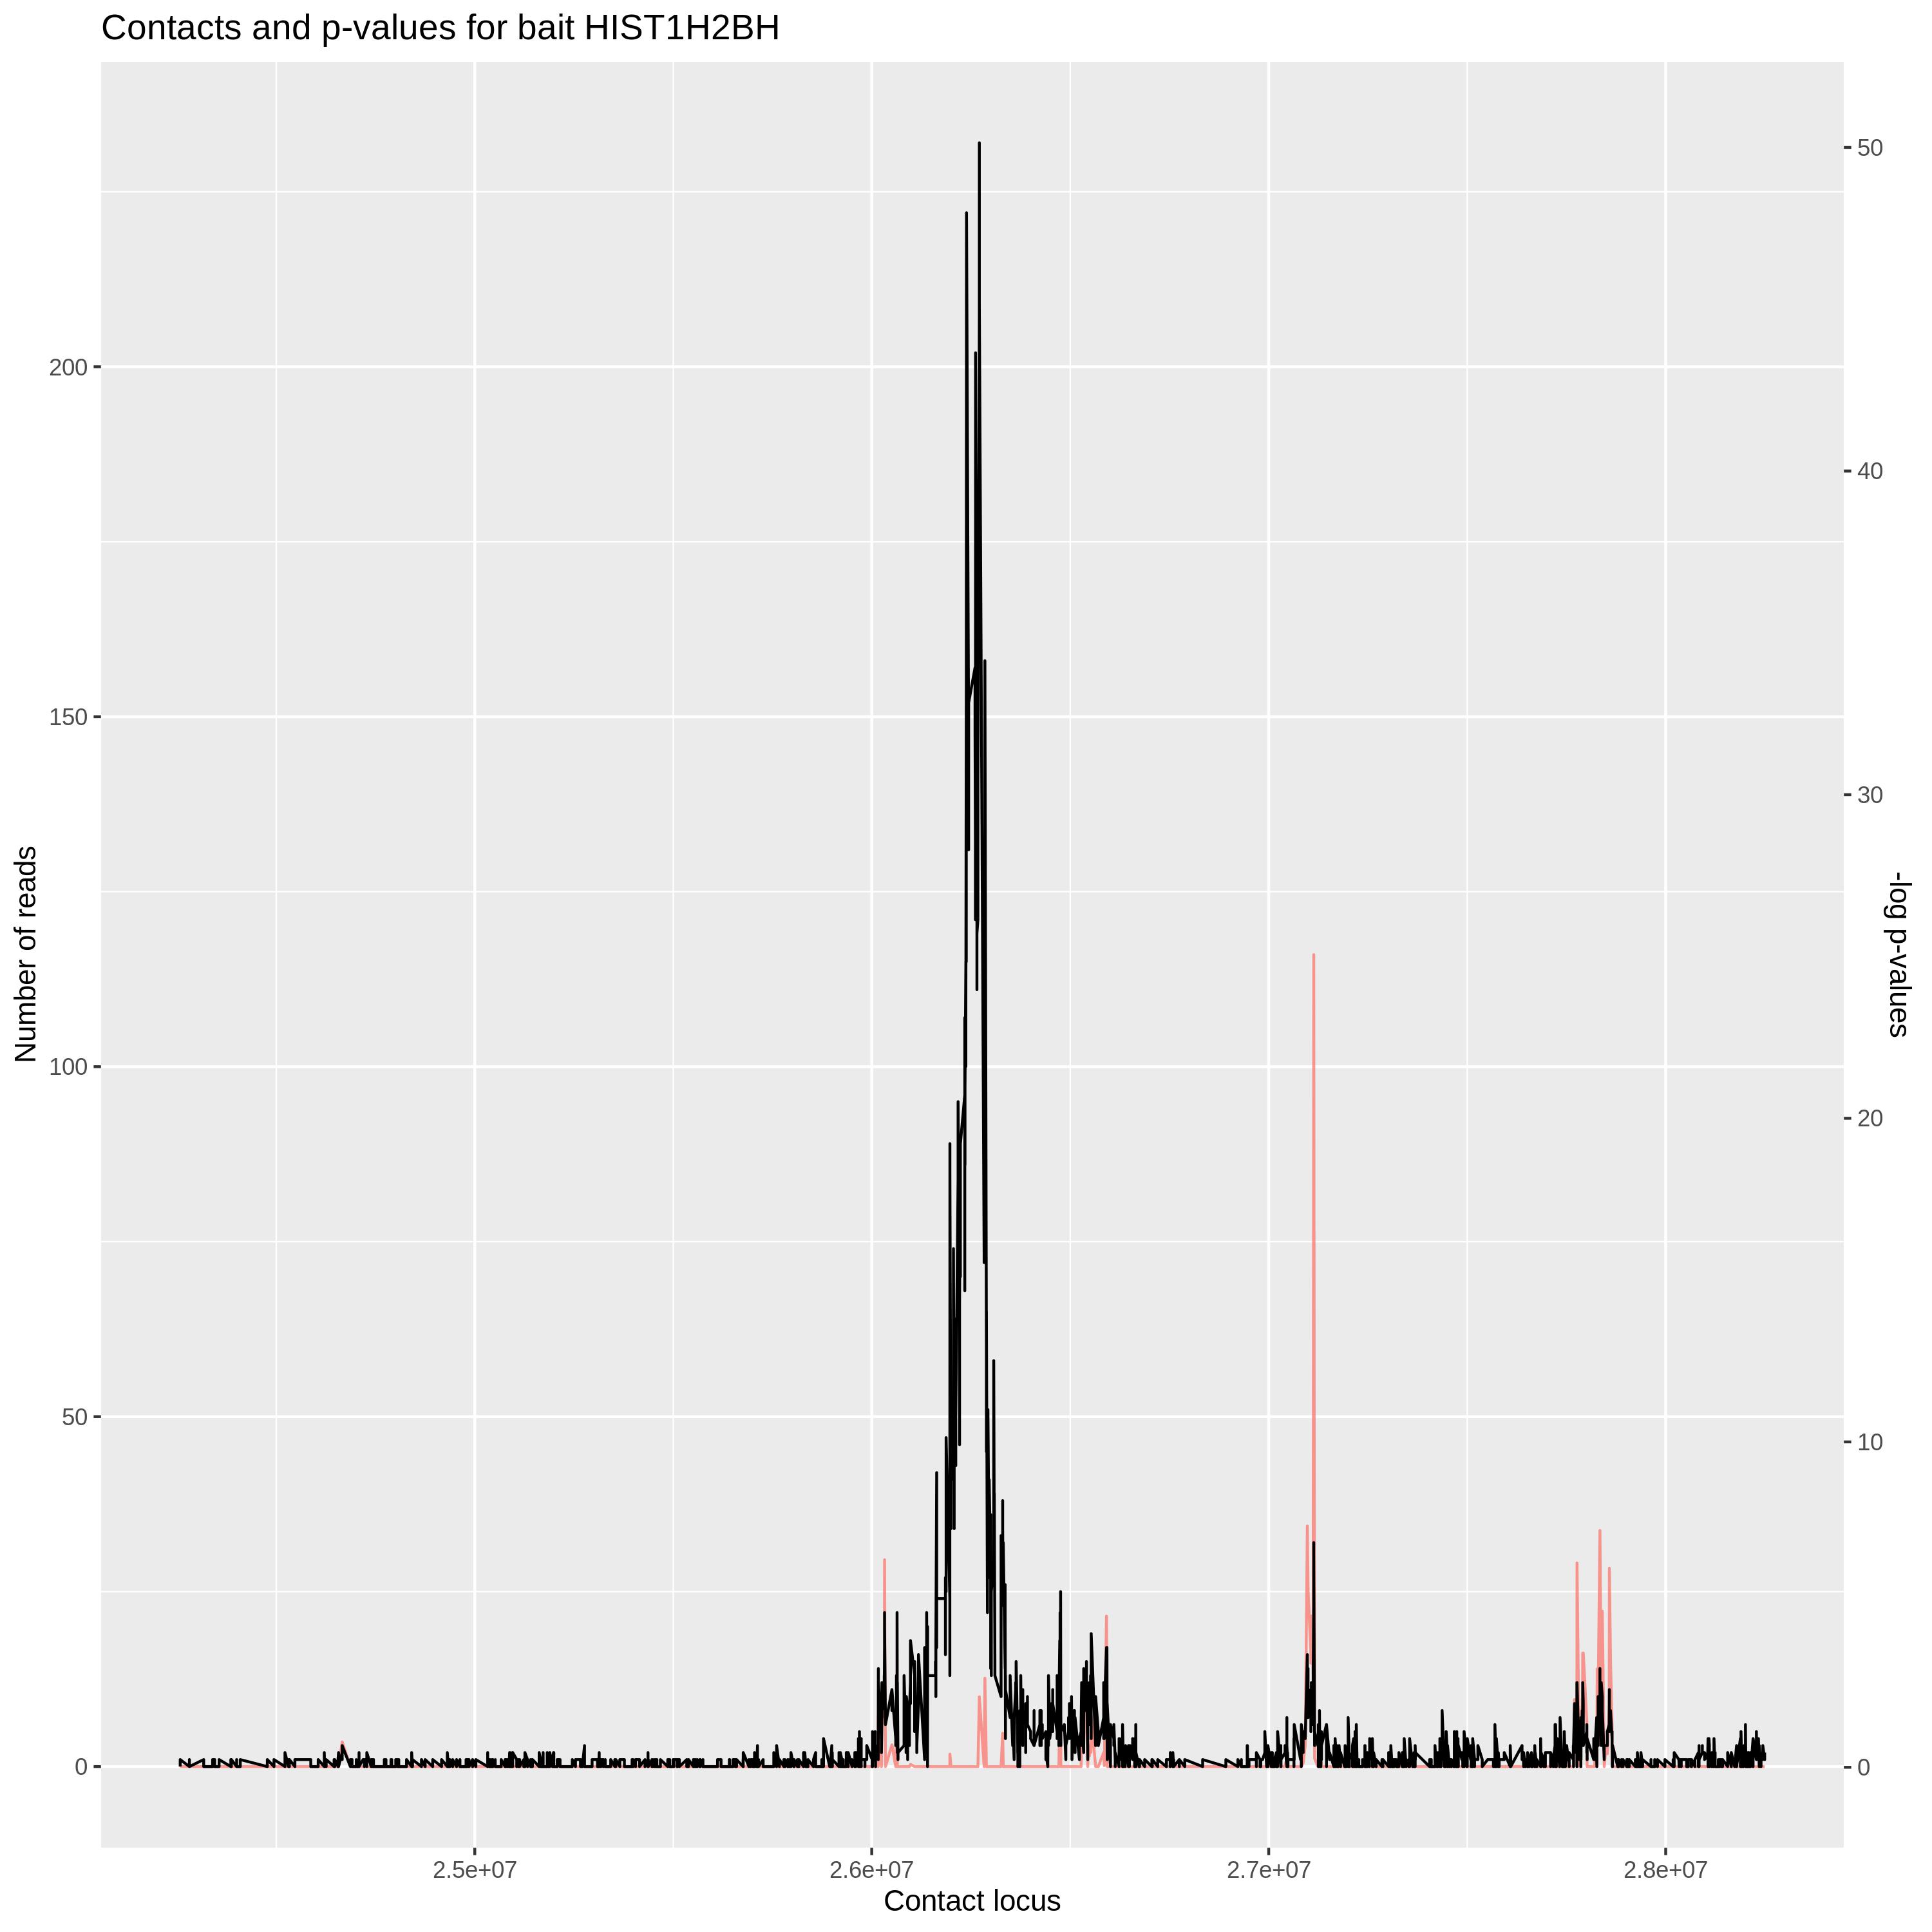 Contacts and p-values for bait HIST1H2BH
50
200
40
150
30
Number of reads
-log p-values
100
20
50
10
0
0
2.5e+07
2.6e+07
2.7e+07
2.8e+07
Contact locus